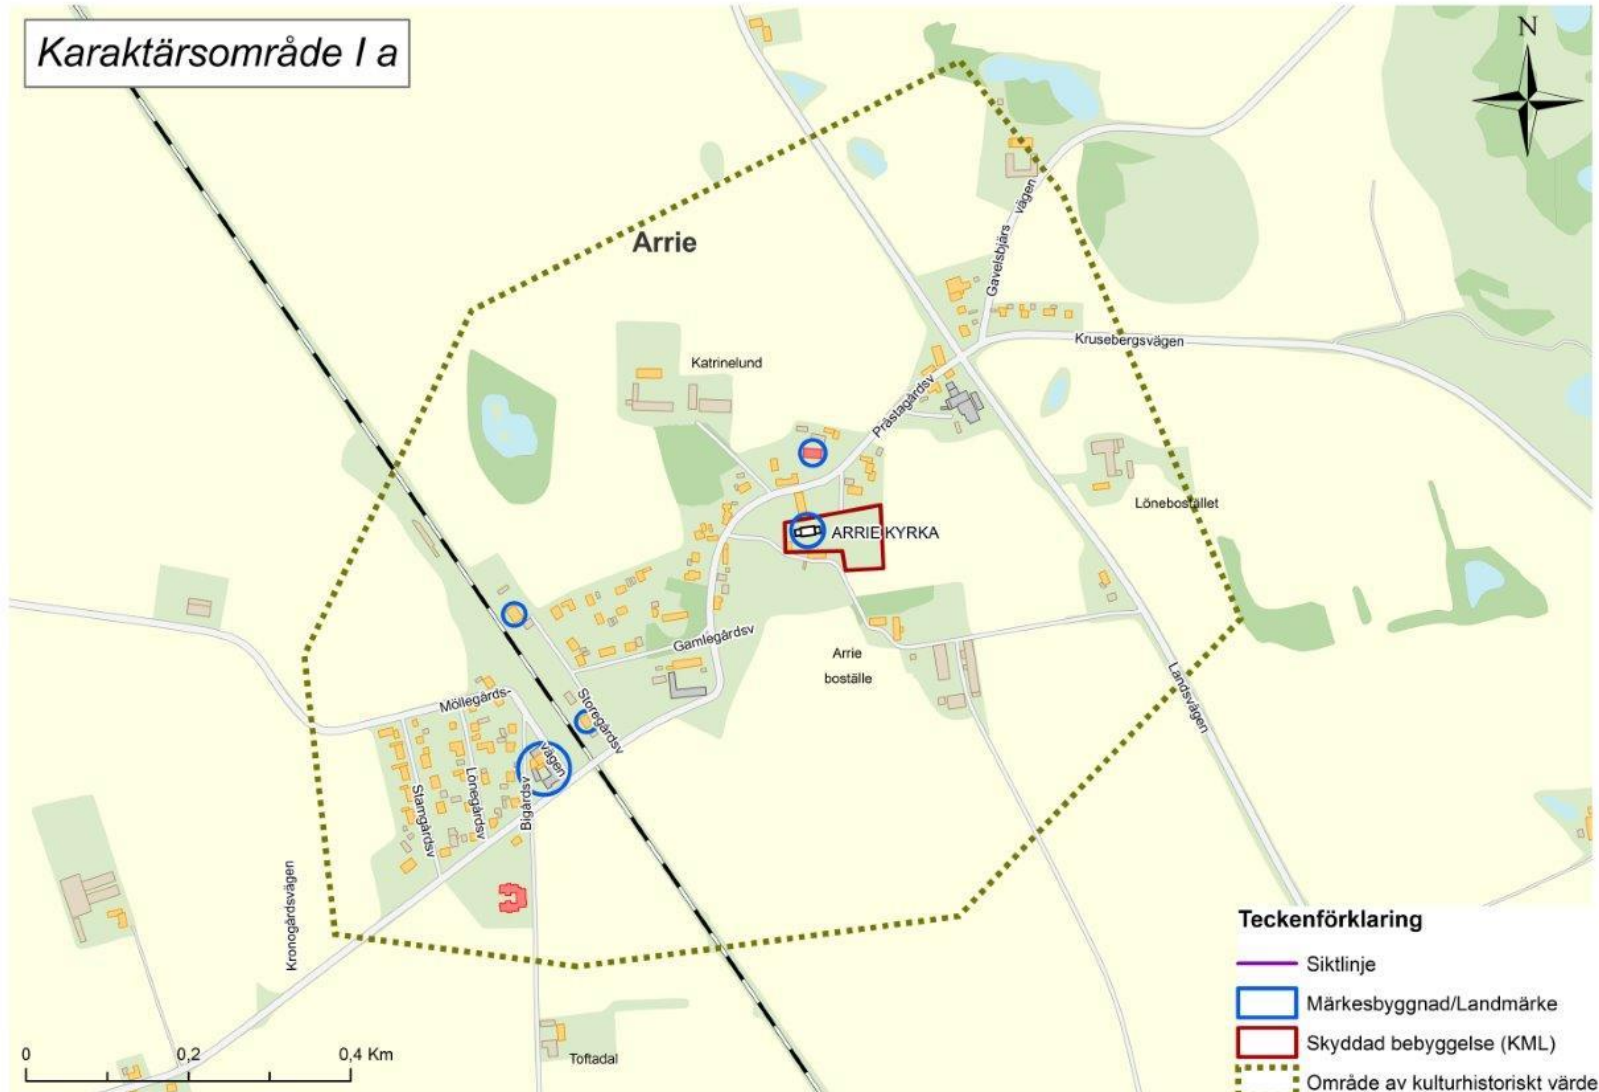 Karaktärsområde I a
N
Arrie
Gavelsbjärs vägen
Krusebergsvägen
Katrinelund
Prästagårdsv
Lönebostället
ARRIE KYRKA
Gamlegårdsv
Arrie
boställe
Landsvägen
Möllegårds-
vägen
Storegårdsv
Stamgårdsv
Lönegårdsv
Bigårdsv
Kronogårdsvägen
Toftadal
0 0,2 0,4 Km
Teckenförklaring
Siktlinje
Märkesbyggnad/Landmärke
Skyddad bebyggelse (KML)
Område av kulturhistoriskt värde